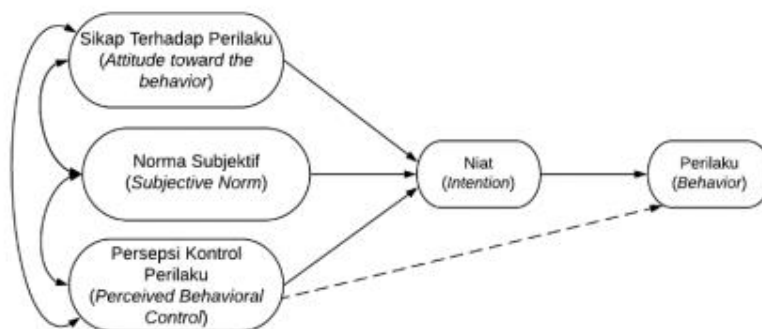 Sikap Terhadap Perilaku
(Attitude toward the
behavior)
Norma Subjektif
(Subjective Norm)
Persepsi Kontrol
Perilaku
(Perceived Behavioral
Control)
Niat
(Intention)
Perilaku
(Behavior)